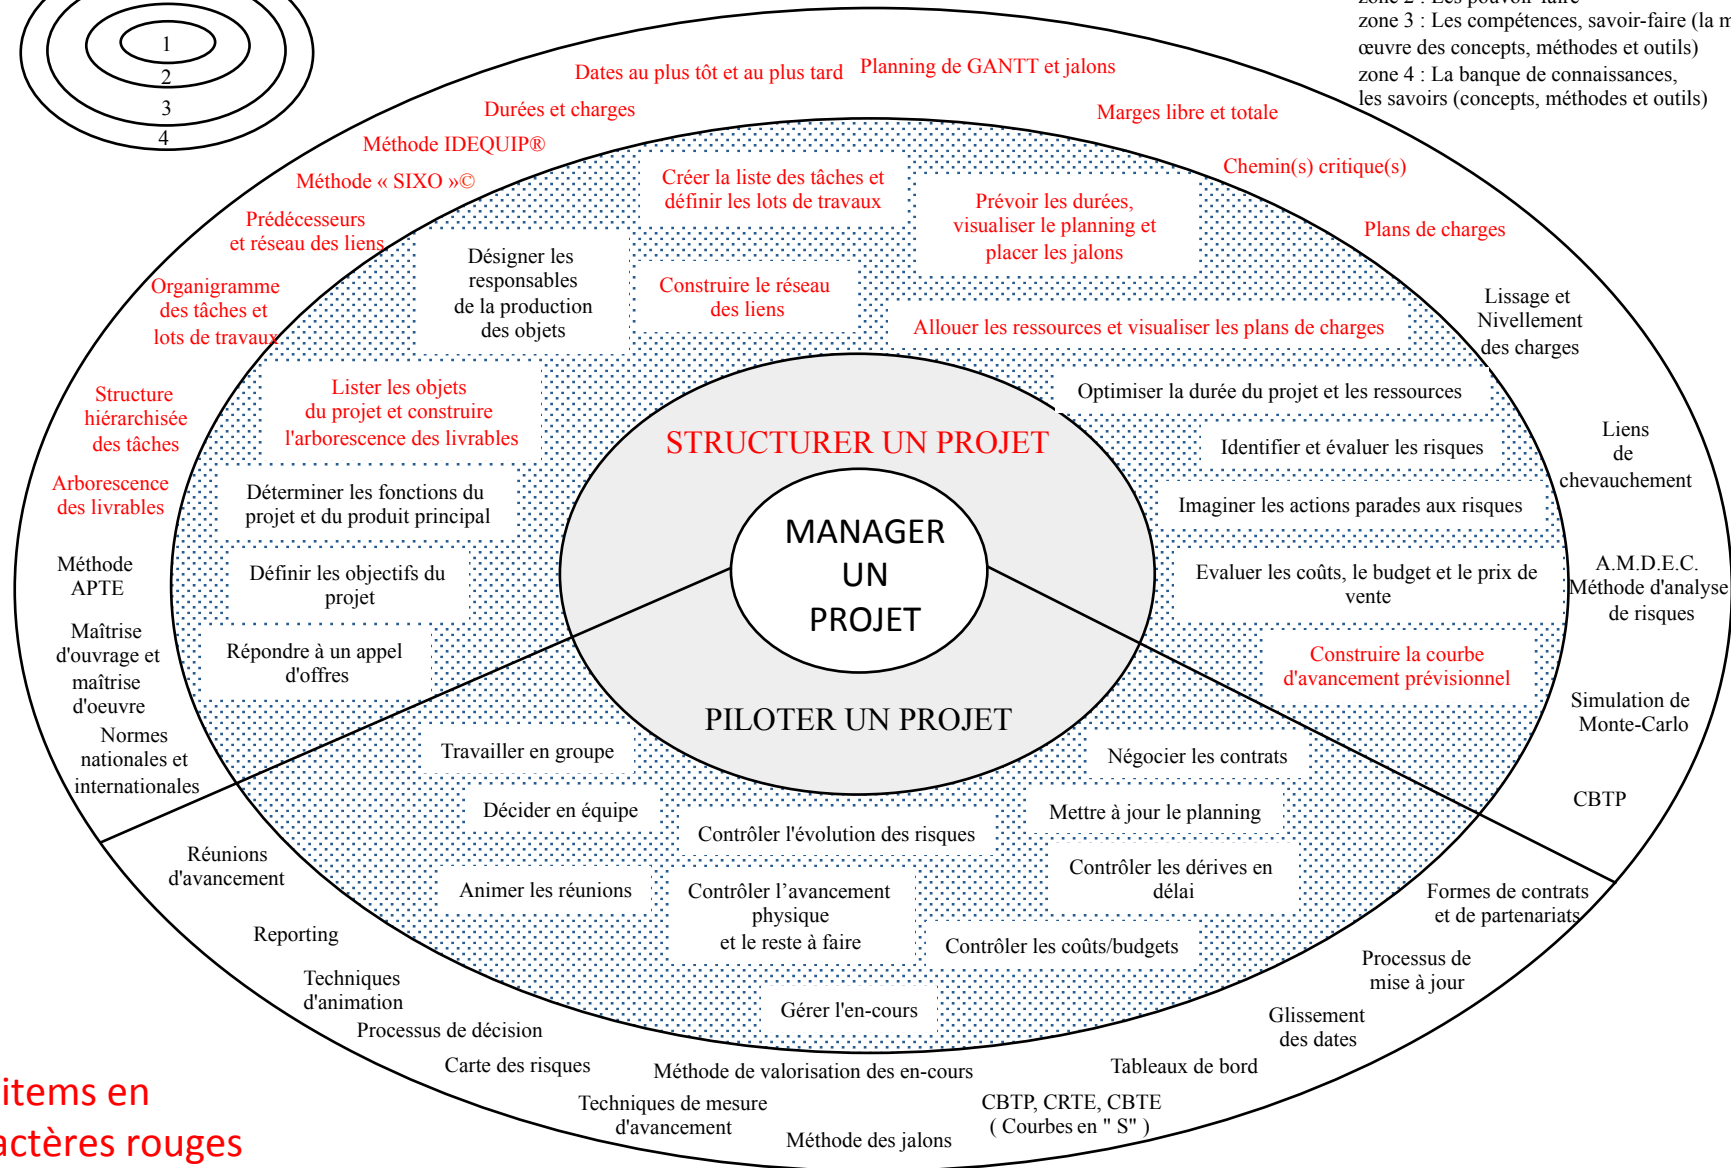 1
2
3
4
zone 2 : Les pouvoir-faire
zone 3 : Les compétences, savoir-faire (la m
œuvre des concepts, méthodes et outils)
zone 4 : La banque de connaissances,
les savoirs (concepts, méthodes et outils)
Dates au plus tôt et au plus tard
Planning de GANTT et jalons
Durées et charges
Marges libre et totale
Méthode IDEQUIP®
Chemin(s) critique(s)
Méthode « SIXO »©
Prédécesseurs
et réseau des liens
Plans de charges
Organigramme
des tâches et
lots de travaux
Lissage et
Nivellement
des charges
Structure
hiérarchisée
des tâches
Liens
de
chevauchement
Arborescence
des livrables
Méthode
APTE
A.M.D.E.C.
Méthode d'analyse
de risques
Maîtrise
d'ouvrage et
maîtrise
d'oeuvre
Simulation de
Monte-Carlo
Normes
nationales et
internationales
CBTP
Créer la liste des tâches et
définir les lots de travaux
Prévoir les durées,
visualiser le planning et
placer les jalons
Désigner les
responsables
de la production
des objets
Construire le réseau
des liens
Allouer les ressources et visualiser les plans de charges
Lister les objets
du projet et construire
l'arborescence des livrables
Optimiser la durée du projet et les ressources
Identifier et évaluer les risques
Déterminer les fonctions du
projet et du produit principal
Imaginer les actions parades aux risques
Définir les objectifs du
projet
Evaluer les coûts, le budget et le prix de
vente
Répondre à un appel
d'offres
Construire la courbe
d'avancement prévisionnel
STRUCTURER UN PROJET
MANAGER
UN
PROJET
PILOTER UN PROJET
Travailler en groupe
Négocier les contrats
Décider en équipe
Contrôler l'évolution des risques
Mettre à jour le planning
Animer les réunions
Contrôler l’avancement
physique
et le reste à faire
Contrôler les dérives en
délai
Contrôler les coûts/budgets
Gérer l'en-cours
Réunions
d'avancement
Formes de contrats
et de partenariats
Reporting
Processus de
mise à jour
Techniques
d'animation
Glissement
des dates
Processus de décision
Carte des risques
Méthode de valorisation des en-cours
Tableaux de bord
Techniques de mesure
d'avancement
CBTP, CRTE, CBTE
( Courbes en " S" )
Méthode des jalons
items en
actères rouges